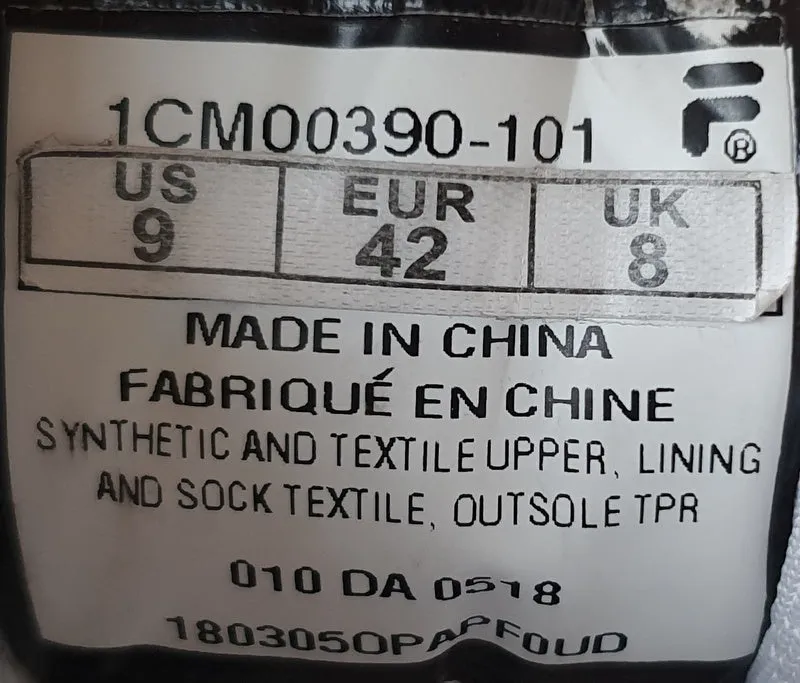 1CM00390-101
US EUR UK
9 42 8
MADE IN CHINA
FABRIQUÉ EN CHINE
SYNTHETIC AND TEXTILE UPPER, LINING
AND SOCK TEXTILE, OUTSOLE TPR
010 DA 0518
180305OPAPF0UD